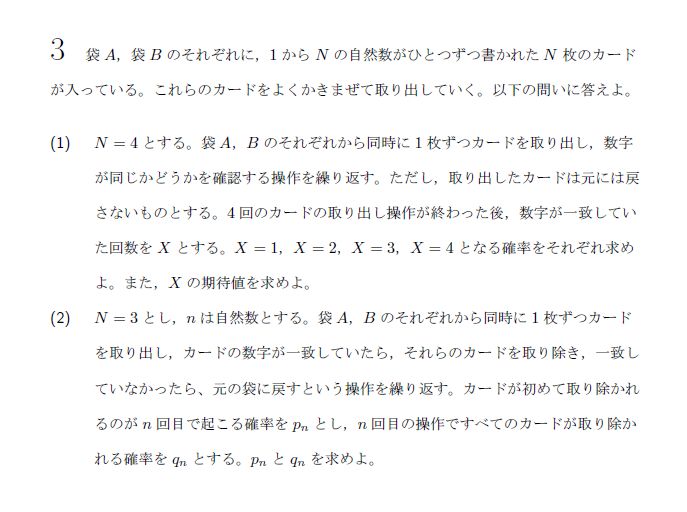 3 袋 A，袋 B のそれぞれに，1 から N の自然数がひとつずつ書かれた N 枚のカード
が入っている。これらのカードをよくかきまぜて取り出していく。以下の問いに答えよ。
(1) N = 4 とする。袋 A，B のそれぞれから同時に 1 枚ずつカードを取り出し，数字
が同じかどうかを確認する操作を繰り返す。ただし，取り出したカードは元には戻
さないものとする。4 回のカードの取り出し操作が終わった後，数字が一致してい
た回数を X とする。X = 1，X = 2，X = 3，X = 4 となる確率をそれぞれ求め
よ。また，X の期待値を求めよ。
(2) N = 3 とし，n は自然数とする。袋 A，B のそれぞれから同時に 1 枚ずつカード
を取り出し，カードの数字が一致していたら，それらのカードを取り除き，一致し
ていなかったら、元の袋に戻すという操作を繰り返す。カードが初めて取り除かれ
るのが n 回目で起こる確率を pₙ とし，n 回目の操作ですべてのカードが取り除か
れる確率を qₙ とする。pₙ と qₙ を求めよ。